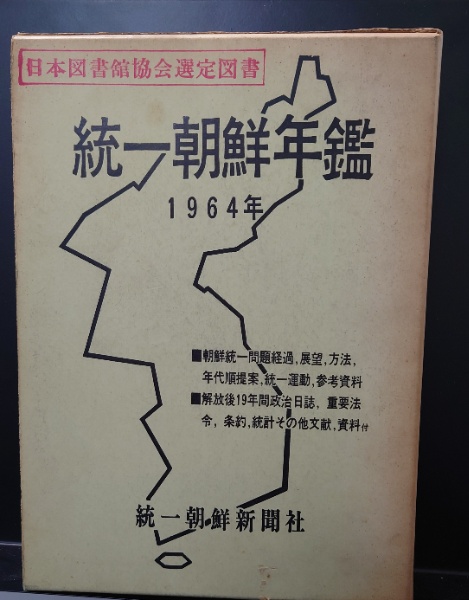 日本図書館協会選定図書
統一朝鮮年鑑
1964年
■朝鮮統一問題経過,展望,方法,
年代順提案,統一運動,参考資料
■解放後19年間政治日誌,重要法
令,条約,統計その他文献,資料付
統一朝鮮新聞社